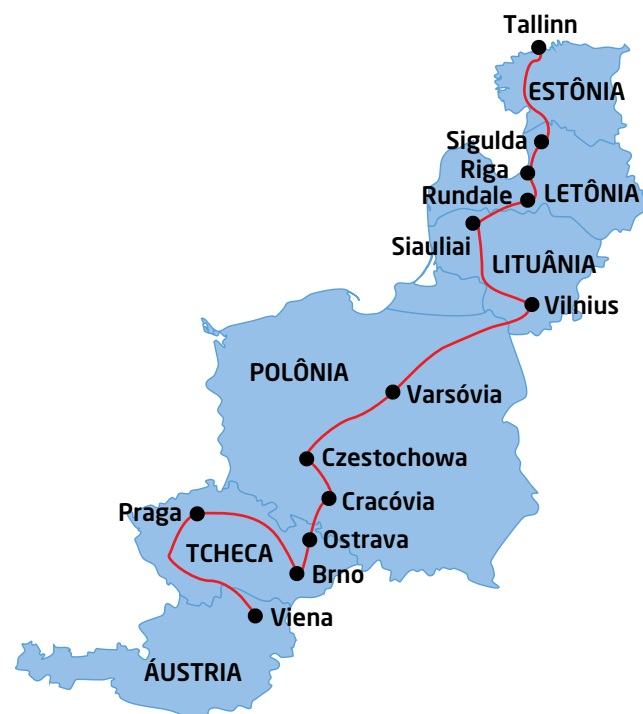 Tallinn
ESTÔNIA
Sigulda
Riga
Rundale
LETÔNIA
Siauliai
LITUÂNIA
Vilnius
POLÔNIA
Varsóvia
Czestochowa
Cracóvia
Praga
Ostrava
TCHECA
Brno
Viena
ÁUSTRIA